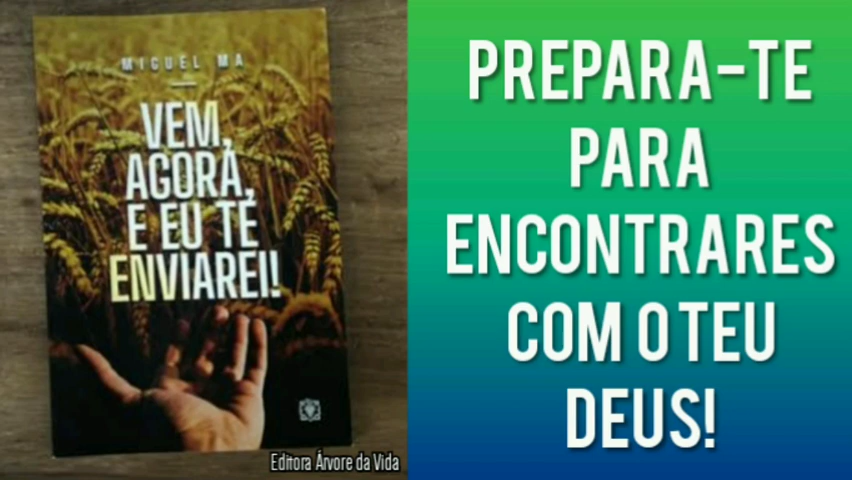 MIGUEL MA
VEM,
AGORA,
E EU TE
ENVIAREI!
Editora Árvore da Vida
PREPARA-TE
PARA
ENCONTRARES
COM O TEU
DEUS!